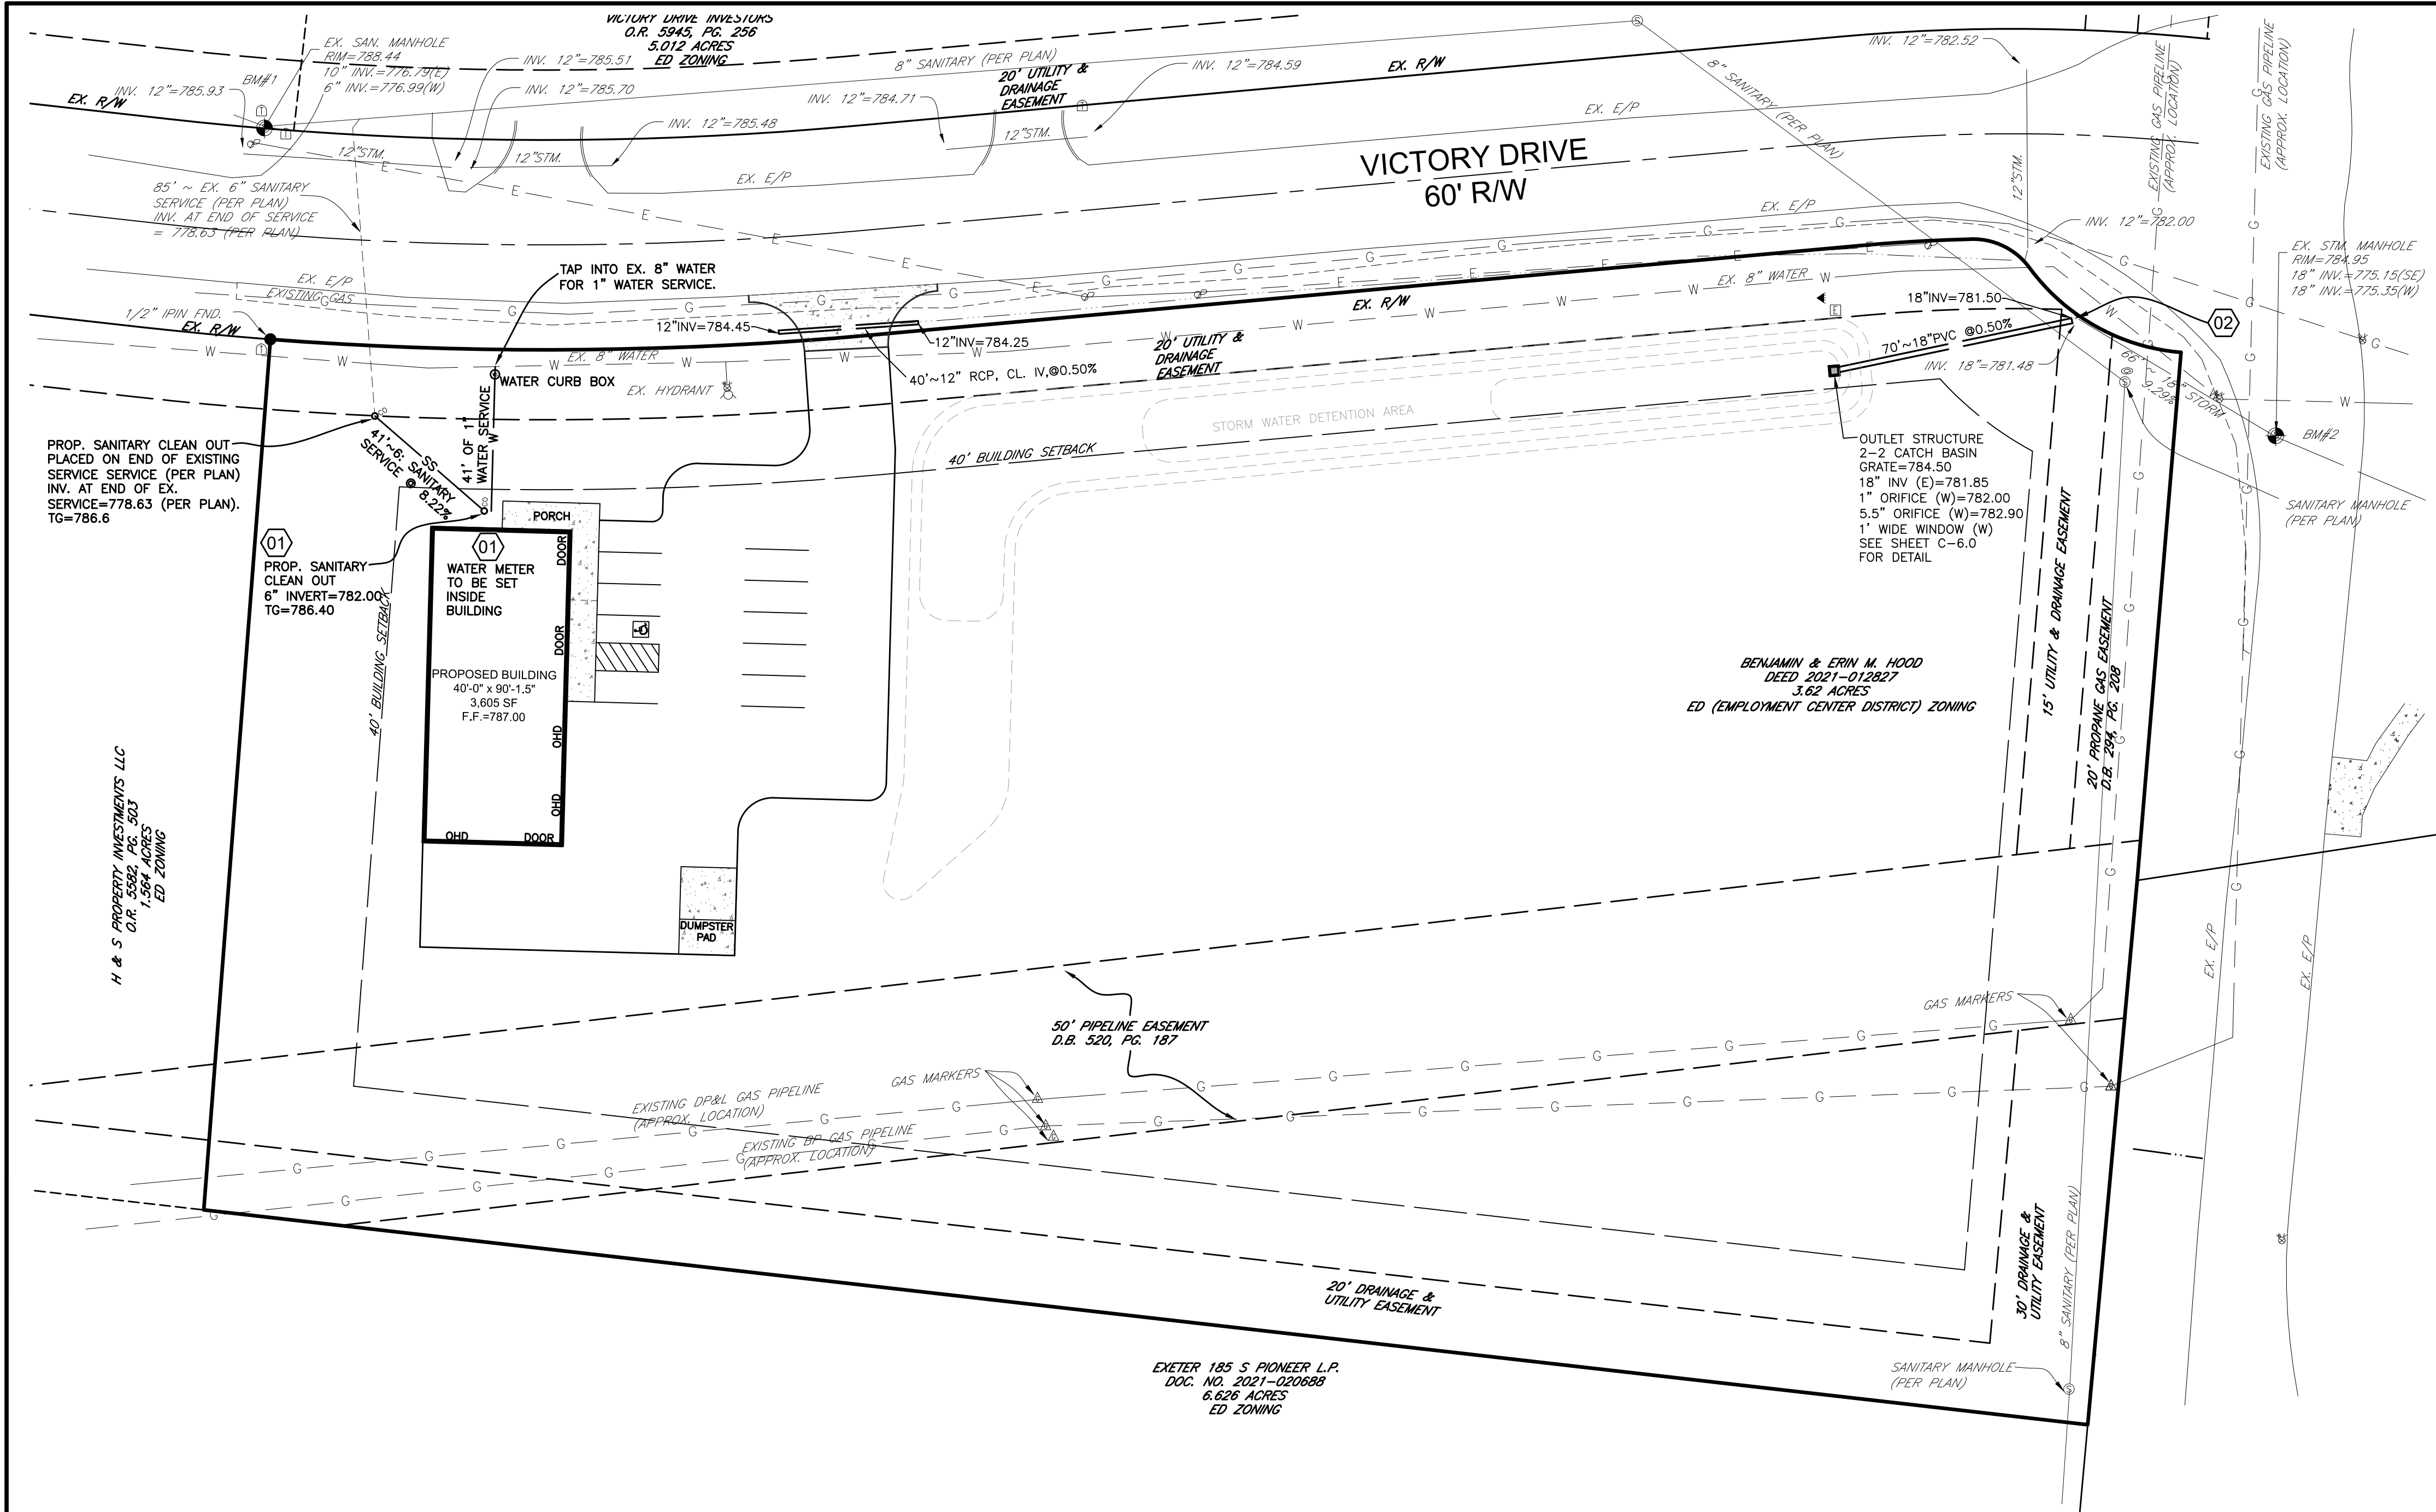 VICTORY DRIVE INVESTORS
O.R. 5945, PG. 256
5.012 ACRES
ED ZONING
EX. SAN. MANHOLE
RIM=788.44
10" INV.=776.79(E)
6" INV.=776.99(W)
BM#1
INV. 12"=785.93
EX. R/W
INV. 12"=785.51
INV. 12"=785.70
INV. 12"=785.48
8" SANITARY (PER PLAN)
20' UTILITY &
DRAINAGE
EASEMENT
INV. 12"=784.71
INV. 12"=784.59
EX. R/W
INV. 12"=782.52
8" SANITARY (PER PLAN)
EX. E/P
12"STM.
12"STM.
12"STM.
EX. E/P
VICTORY DRIVE
60' R/W
12"STM.
EXISTING GAS PIPELINE
(APPROX. LOCATION)
EXISTING GAS PIPELINE
(APPROX. LOCATION)
85' ~ EX. 6" SANITARY
SERVICE (PER PLAN)
INV. AT END OF SERVICE
= 778.63 (PER PLAN)
EX. E/P
INV. 12"=782.00
EX. STM. MANHOLE
RIM=784.95
18" INV.=775.15(SE)
18" INV.=775.35(W)
TAP INTO EX. 8" WATER
FOR 1" WATER SERVICE.
EX. E/P
EXISTING GAS
1/2" IPIN FND.
EX. R/W
12"INV=784.45
12"INV=784.25
40'~12" RCP, CL. IV,@0.50%
EX. R/W
EX. 8" WATER
20' UTILITY &
DRAINAGE
EASEMENT
18"INV=781.50
02
70'~18"PVC @0.50%
INV. 18"=781.48
66' ~ 18" STORM
@ 9.29%
EX. 8" WATER
WATER CURB BOX
EX. HYDRANT
BM#2
PROP. SANITARY CLEAN OUT
PLACED ON END OF EXISTING
SERVICE SERVICE (PER PLAN)
INV. AT END OF EX.
SERVICE=778.63 (PER PLAN).
TG=786.6
CO
SS
41'~6: SANITARY
SERVICE @ 8.22%
41' OF 1"
WATER SERVICE
W
CO
40' BUILDING SETBACK
STORM WATER DETENTION AREA
OUTLET STRUCTURE
2-2 CATCH BASIN
GRATE=784.50
18" INV (E)=781.85
1" ORIFICE (W)=782.00
5.5" ORIFICE (W)=782.90
1' WIDE WINDOW (W)
SEE SHEET C-6.0
FOR DETAIL
SANITARY MANHOLE
(PER PLAN)
01
PROP. SANITARY
CLEAN OUT
6" INVERT=782.00
TG=786.40
40' BUILDING SETBACK
PORCH
01
WATER METER
TO BE SET
INSIDE
BUILDING
DOOR
DOOR
PROPOSED BUILDING
40'-0" x 90'-1.5"
3,605 SF
F.F.=787.00
OHD
OHD
OHD
DOOR
DUMPSTER
PAD
BENJAMIN & ERIN M. HOOD
DEED 2021-012827
3.62 ACRES
ED (EMPLOYMENT CENTER DISTRICT) ZONING
15' UTILITY & DRAINAGE EASEMENT
20' PROPANE GAS EASEMENT
D.B. 294, PG. 208
H & S PROPERTY INVESTMENTS LLC
O.R. 5582, PG. 503
1.564 ACRES
ED ZONING
50' PIPELINE EASEMENT
D.B. 520, PG. 187
GAS MARKERS
GAS MARKERS
EX. E/P
EX. E/P
EXISTING DP&L GAS PIPELINE
(APPROX. LOCATION)
EXISTING BP GAS PIPELINE
(APPROX. LOCATION)
20' DRAINAGE &
UTILITY EASEMENT
30' DRAINAGE &
UTILITY EASEMENT
8" SANITARY (PER PLAN)
SANITARY MANHOLE
(PER PLAN)
EXETER 185 S PIONEER L.P.
DOC. NO. 2021-020688
6.626 ACRES
ED ZONING